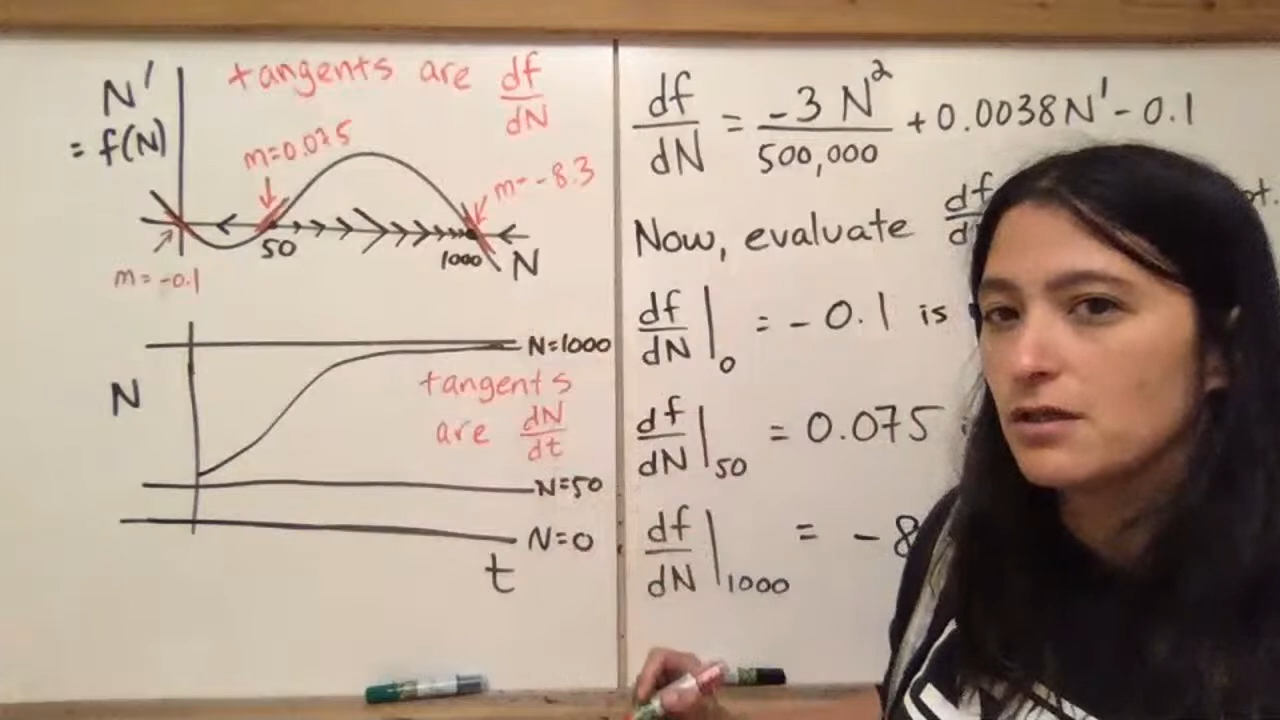 tangents are df/dN
N'
= f(N)
m=0.075
m=-8.3
50
1000
N
m=-0.1
N=1000
N
tangents
are dN/dt
N=50
N=0
t
df/dN = -3N²/500,000 + 0.0038N' - 0.1
Now, evaluate df/d
df/dN|0 = -0.1 is
df/dN|50 = 0.075
df/dN|1000 = -8